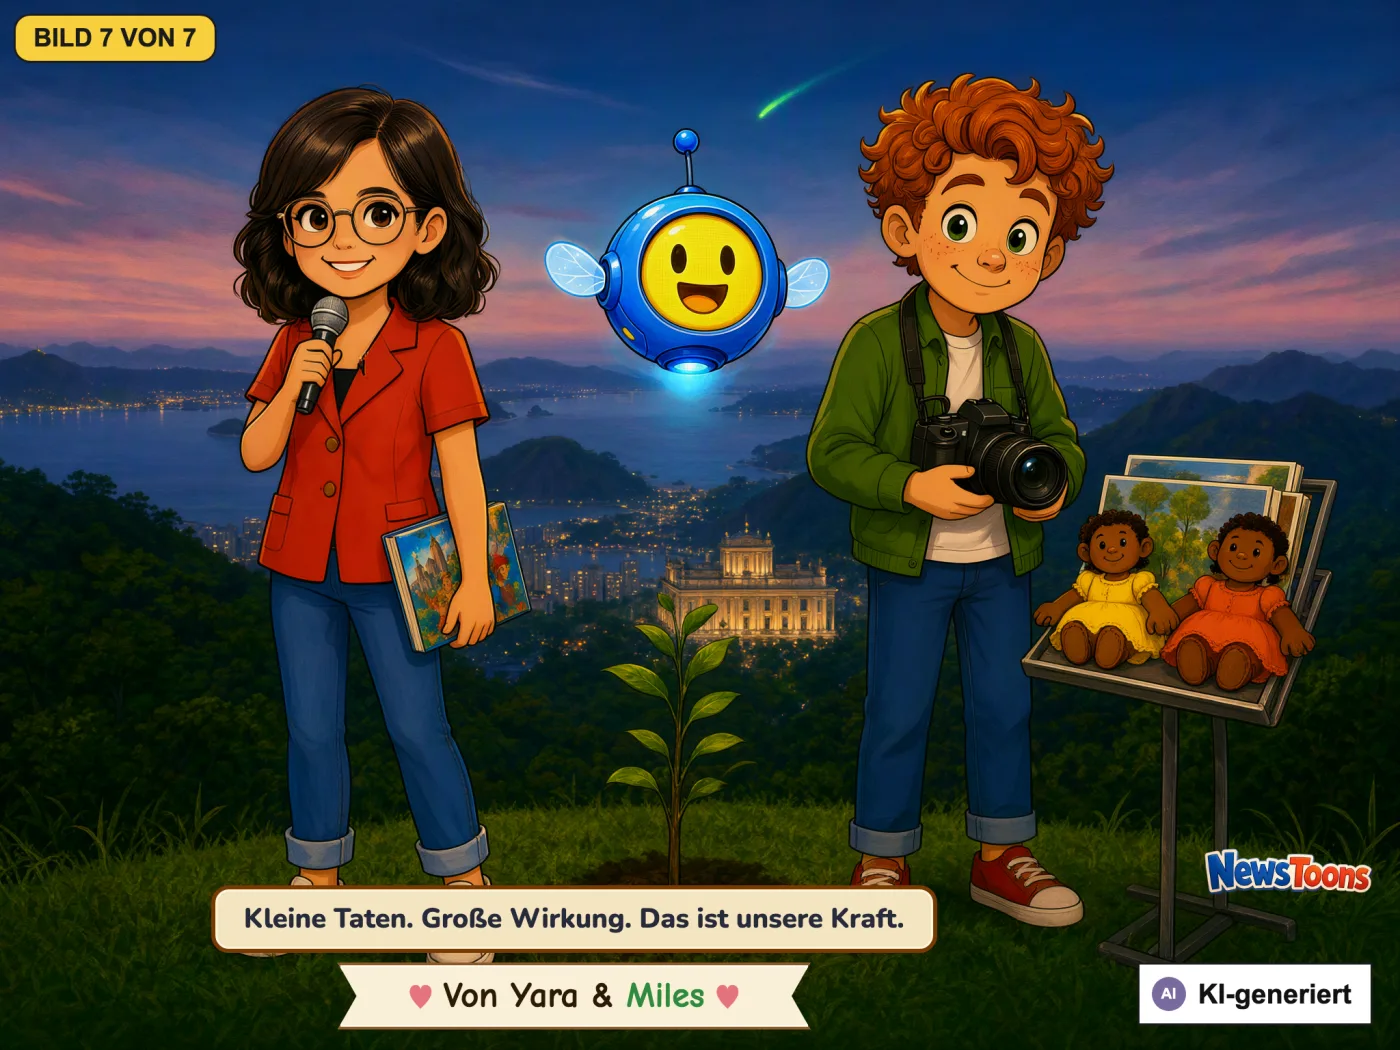 BILD 7 VON 7
Kleine Taten. Große Wirkung. Das ist unsere Kraft.
Von Yara & Miles
NewsToons
AI KI-generiert